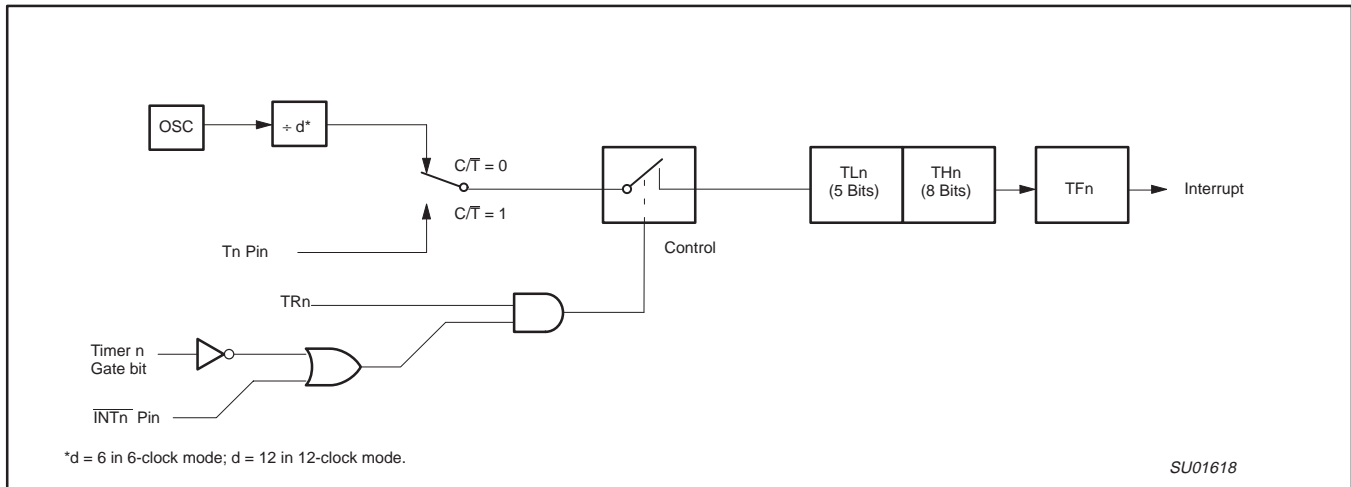 OSC
÷ d*
C/T̅ = 0
C/T̅ = 1
Tn Pin
Control
TLn
(5 Bits)
THn
(8 Bits)
TFn
Interrupt
TRn
Timer n
Gate bit
I̅N̅T̅n̅ Pin
*d = 6 in 6-clock mode; d = 12 in 12-clock mode.
SU01618